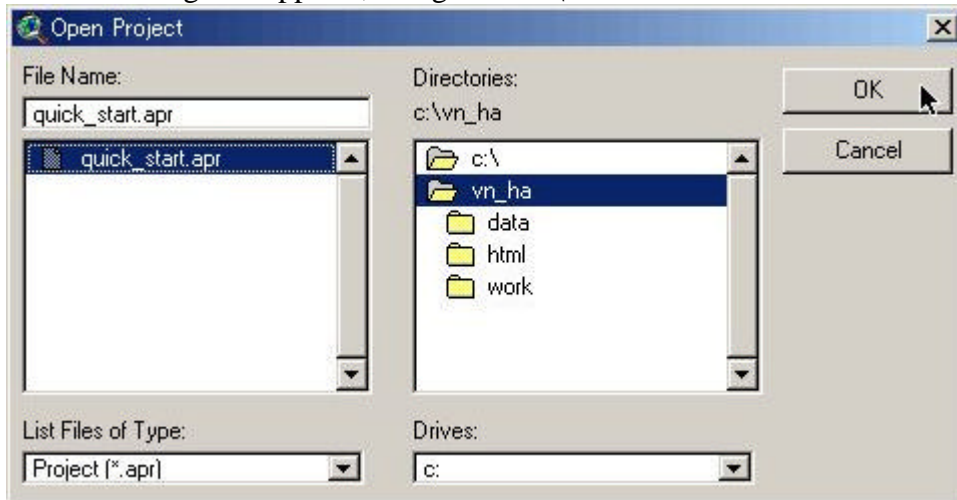 Open Project
File Name:
quick_start.apr
quick_start.apr
List Files of Type:
Project (*.apr)
Directories:
c:\vn_ha
c:\
vn_ha
data
html
work
Drives:
c:
OK
Cancel